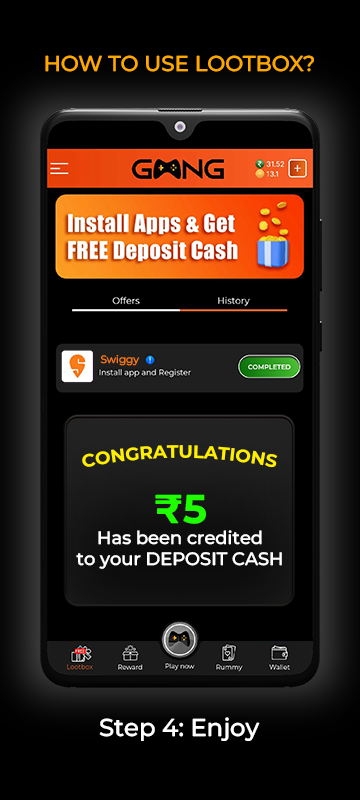 HOW TO USE LOOTBOX?
GAMNG
31.52
13.1
+
Install Apps & Get
FREE Deposit Cash
Offers
History
Swiggy !
Install app and Register
COMPLETED
CONGRATULATIONS
₹5
Has been credited
to your DEPOSIT CASH
FREE
Lootbox
Reward
Play now
Rummy
Wallet
Step 4: Enjoy